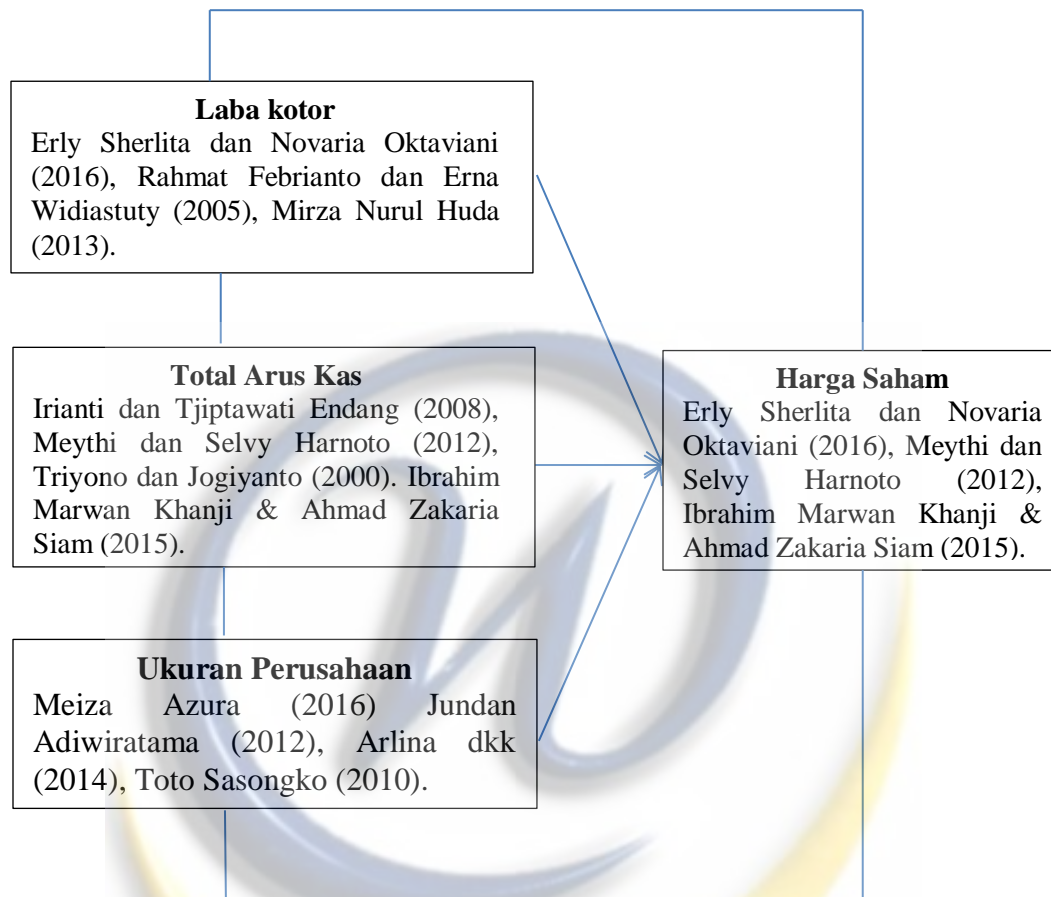 Laba kotor
Erly Sherlita dan Novaria Oktaviani
(2016), Rahmat Febrianto dan Erna
Widiastuty (2005), Mirza Nurul Huda
(2013).
Total Arus Kas
Irianti dan Tjiptawati Endang (2008),
Meythi dan Selvy Harnoto (2012),
Triyono dan Jogiyanto (2000). Ibrahim
Marwan Khanji & Ahmad Zakaria
Siam (2015).
Ukuran Perusahaan
Meiza Azura (2016) Jundan
Adiwiratama (2012), Arlina dkk
(2014), Toto Sasongko (2010).
Harga Saham
Erly Sherlita dan Novaria
Oktaviani (2016), Meythi dan
Selvy Harnoto (2012),
Ibrahim Marwan Khanji &
Ahmad Zakaria Siam (2015).